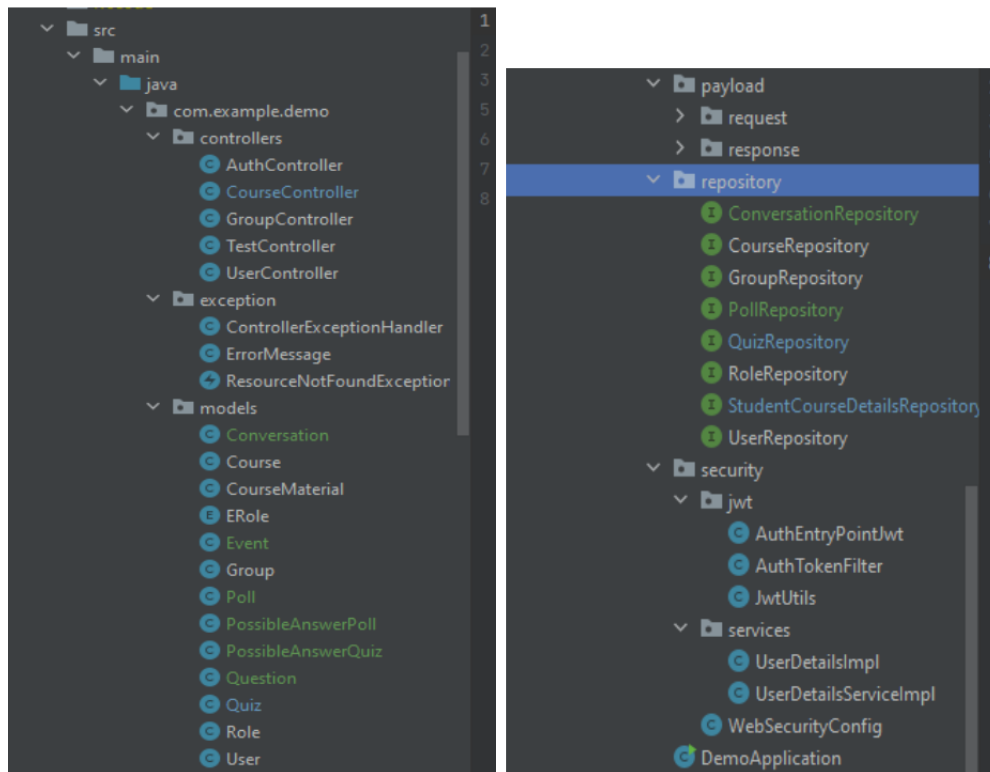 src
1
main
2
java
3
com.example.demo
5
controllers
6
AuthController
7
CourseController
8
GroupController
TestController
UserController
exception
ControllerExceptionHandler
ErrorMessage
ResourceNotFoundException
models
Conversation
Course
CourseMaterial
ERole
Event
Group
Poll
PossibleAnswerPoll
PossibleAnswerQuiz
Question
Quiz
Role
User
payload
request
response
repository
ConversationRepository
CourseRepository
GroupRepository
PollRepository
QuizRepository
RoleRepository
StudentCourseDetailsRepository
UserRepository
security
jwt
AuthEntryPointJwt
AuthTokenFilter
JwtUtils
services
UserDetailsImpl
UserDetailsServiceImpl
WebSecurityConfig
DemoApplication